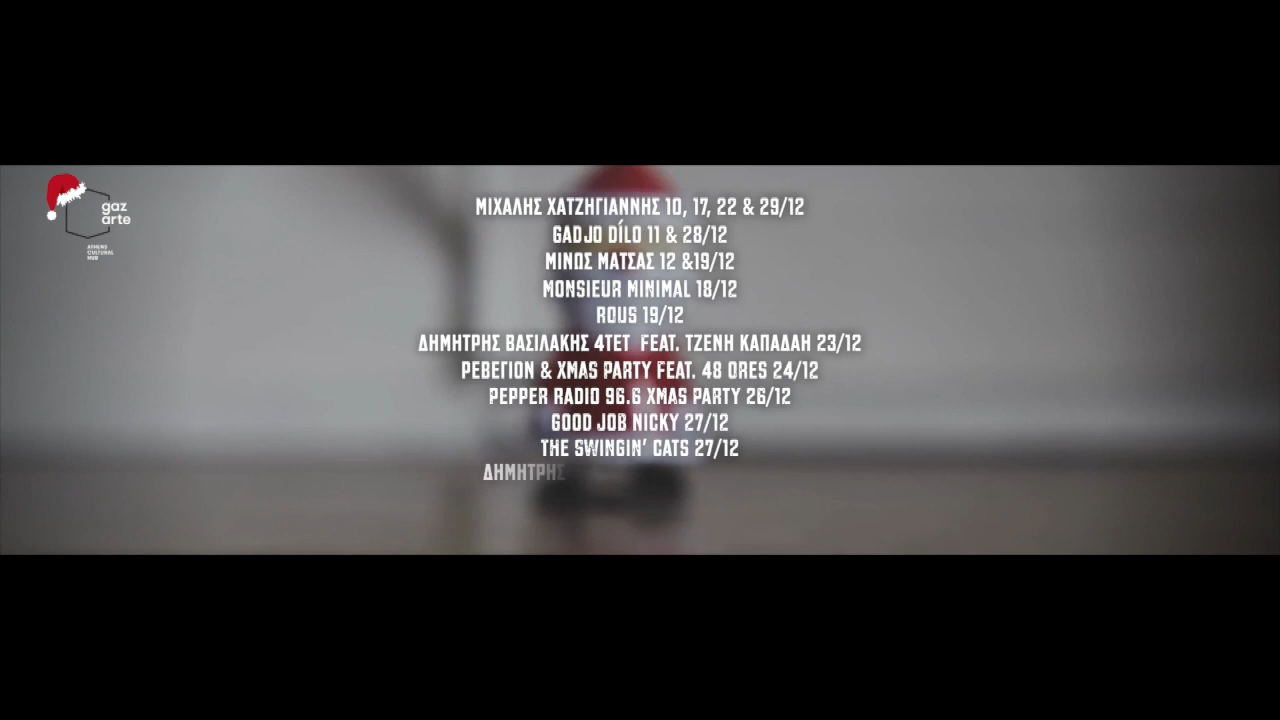 gaz
arte
ATHENS
CULTURAL
HUB
ΜΙΧΑΛΗΣ ΧΑΤΖΗΓΙΑΝΝΗΣ 10, 17, 22 & 29/12
GADJO DÍLO 11 & 28/12
ΜΙΝΩΣ ΜΑΤΣΑΣ 12 &19/12
MONSIEUR MINIMAL 18/12
ROUS 19/12
ΔΗΜΗΤΡΗΣ ΒΑΣΙΛΑΚΗΣ 4ΤΕΤ FEAT. ΤΖΕΝΗ ΚΑΠΑΔΑΗ 23/12
ΡΕΒΕΓΙΟΝ & XMAS PARTY FEAT. 48 ORES 24/12
PEPPER RADIO 96.6 XMAS PARTY 26/12
GOOD JOB NICKY 27/12
THE SWINGIN’ CATS 27/12
ΔΗΜΗΤΡΗΣ